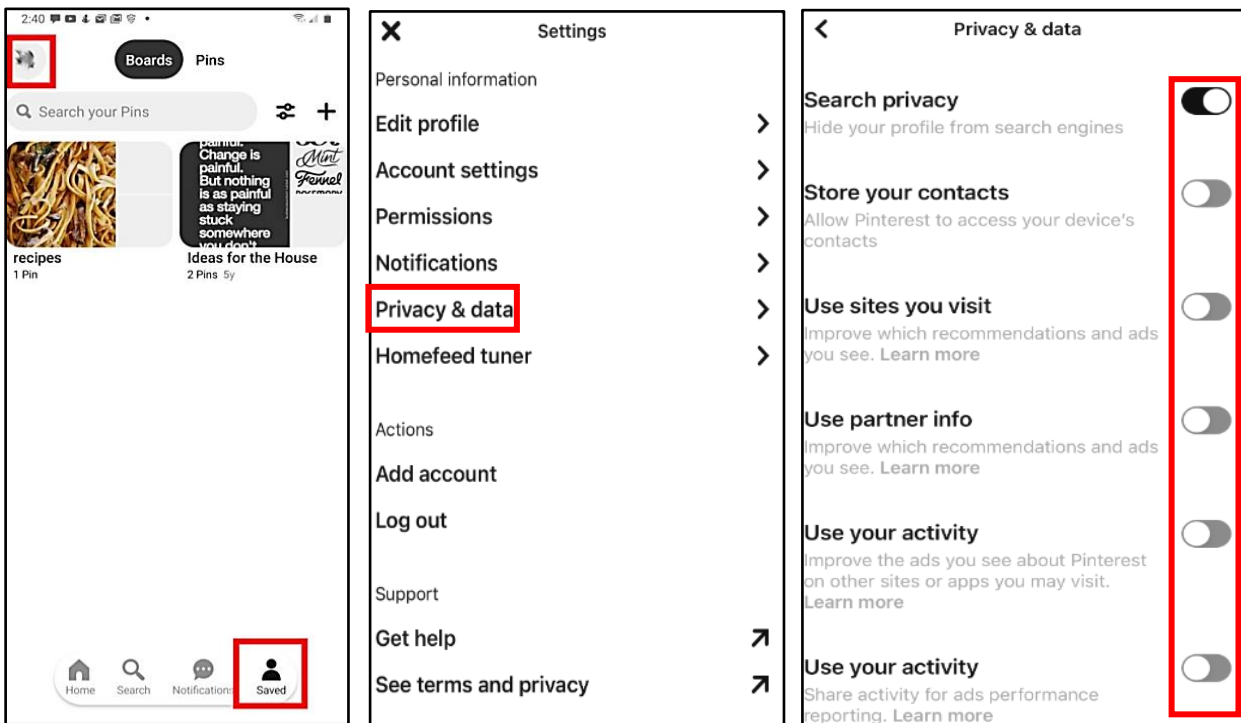 2:40
Boards Pins
Search your Pins
painful.
Change is
painful.
But nothing
is as painful
as staying
stuck
somewhere
you don't
Mint
Fennel
ROSEMARY
recipes
1 Pin
Ideas for the House
2 Pins 5y
Home Search Notifications Saved
Settings
Personal information
Edit profile
Account settings
Permissions
Notifications
Privacy & data
Homefeed tuner
Actions
Add account
Log out
Support
Get help
See terms and privacy
Privacy & data
Search privacy
Hide your profile from search engines
Store your contacts
Allow Pinterest to access your device's
contacts
Use sites you visit
Improve which recommendations and ads
you see. Learn more
Use partner info
Improve which recommendations and ads
you see. Learn more
Use your activity
Improve the ads you see about Pinterest
on other sites or apps you may visit.
Learn more
Use your activity
Share activity for ads performance
reporting. Learn more